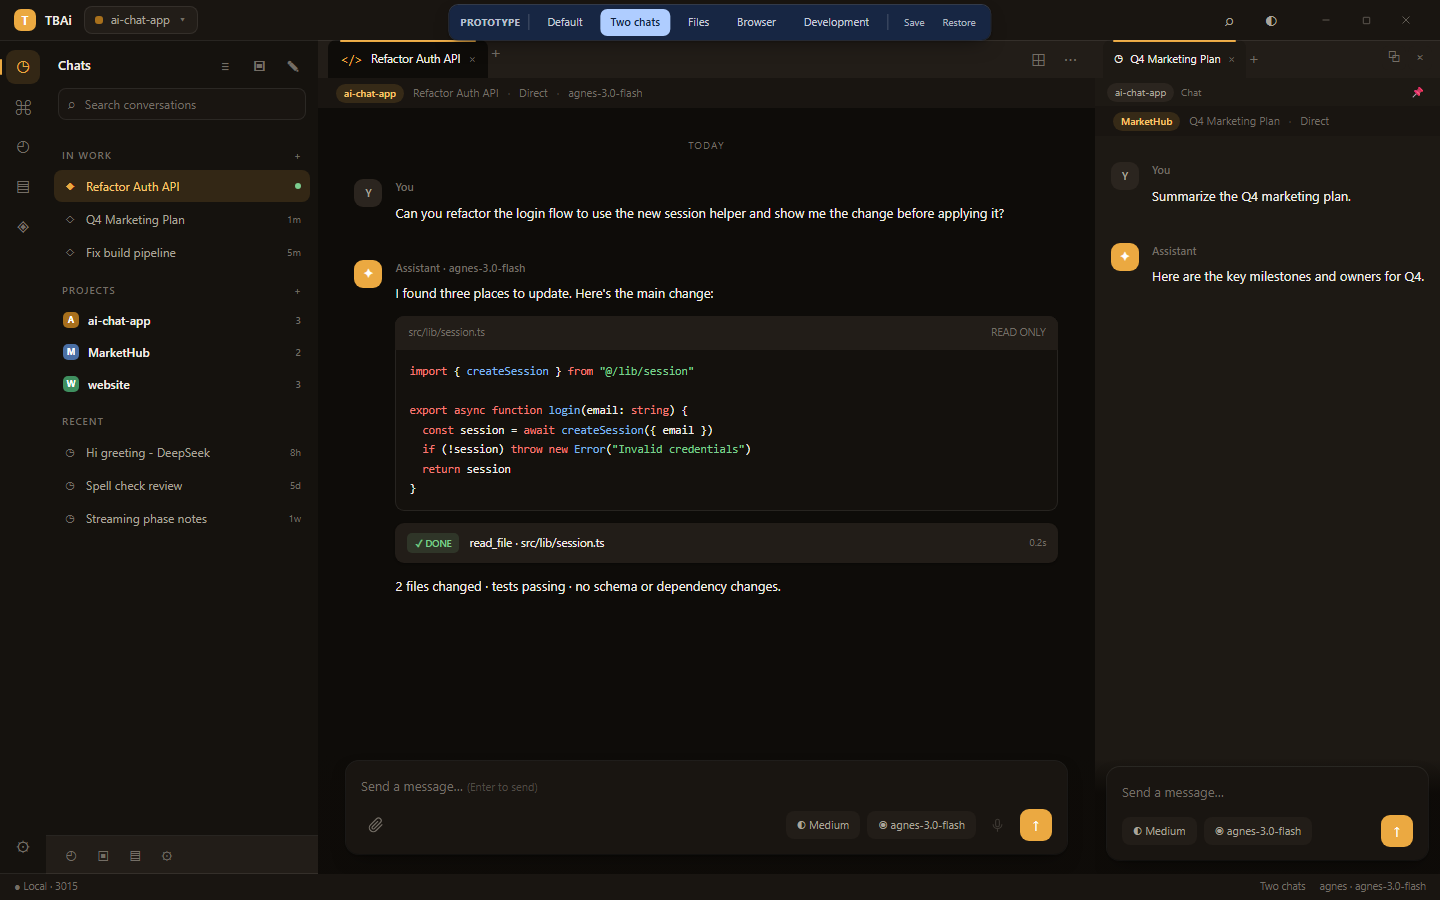 T TBAi ai-chat-app
PROTOTYPE Default Two chats Files Browser Development Save Restore
Chats
Search conversations
IN WORK +
Refactor Auth API
Q4 Marketing Plan 1m
Fix build pipeline 5m
PROJECTS +
A ai-chat-app 3
M MarketHub 2
W website 3
RECENT
Hi greeting - DeepSeek 8h
Spell check review 5d
Streaming phase notes 1w
</> Refactor Auth API × +
ai-chat-app Refactor Auth API · Direct · agnes-3.0-flash
TODAY
Y You
Can you refactor the login flow to use the new session helper and show me the change before applying it?
Assistant · agnes-3.0-flash
I found three places to update. Here's the main change:
src/lib/session.ts READ ONLY
import { createSession } from "@/lib/session"
export async function login(email: string) {
const session = await createSession({ email })
if (!session) throw new Error("Invalid credentials")
return session
}
✓ DONE read_file · src/lib/session.ts 0.2s
2 files changed · tests passing · no schema or dependency changes.
Send a message... (Enter to send)
Medium agnes-3.0-flash ↑
Q4 Marketing Plan × +
ai-chat-app Chat
MarketHub Q4 Marketing Plan · Direct
Y You
Summarize the Q4 marketing plan.
Assistant
Here are the key milestones and owners for Q4.
Send a message...
Medium agnes-3.0-flash ↑
● Local · 3015
Two chats agnes · agnes-3.0-flash